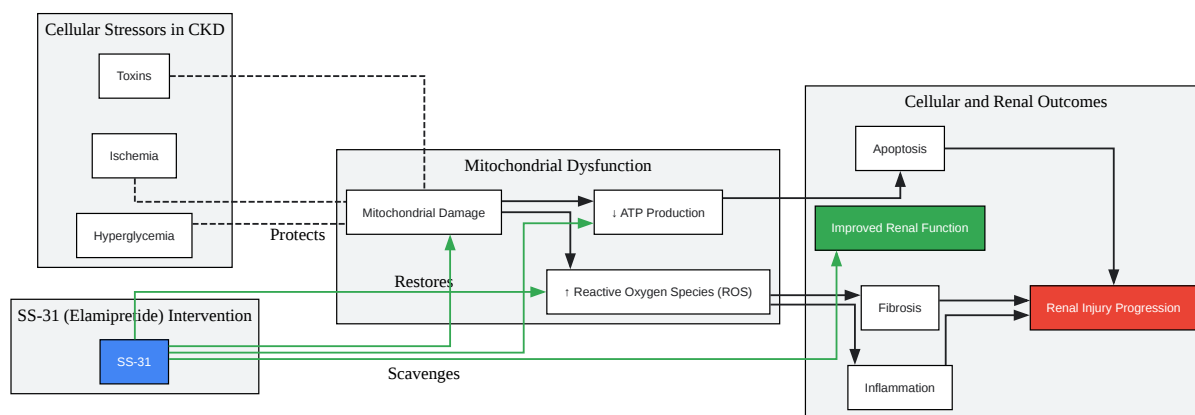 Cellular Stressors in CKD
Toxins
Ischemia
Hyperglycemia
Protects
Mitochondrial Dysfunction
Mitochondrial Damage
↓ ATP Production
Restores
↑ Reactive Oxygen Species (ROS)
SS-31 (Elamipretide) Intervention
SS-31
Scavenges
Cellular and Renal Outcomes
Apoptosis
Improved Renal Function
Fibrosis
Renal Injury Progression
Inflammation